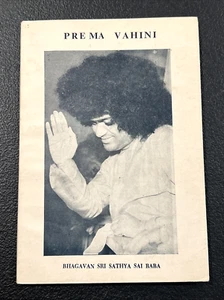 PREMA VAHINI
BHAGAVAN SRI SATHYA SAI BABA